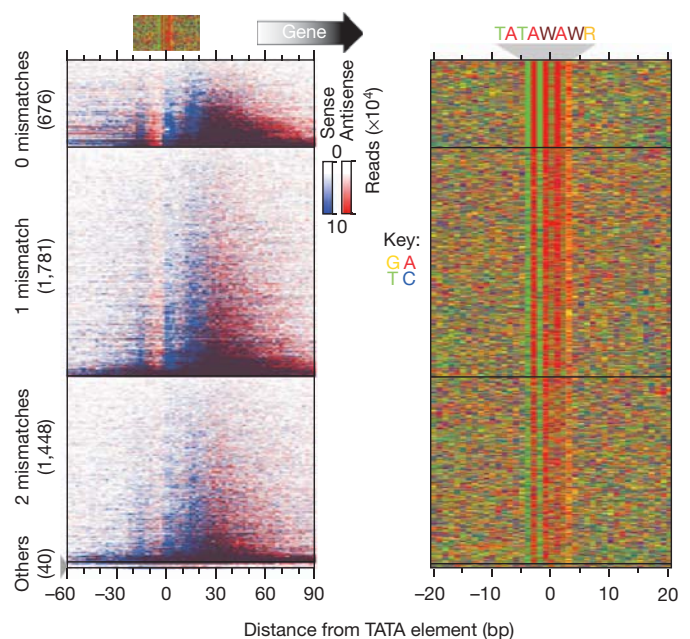 Gene
TATAWAWR
0 mismatches
(676)
1 mismatch
(1,781)
2 mismatches
(1,448)
Others
(40)
Sense
Antisense
Reads (×10⁴)
0
10
Key:
G A
T C
−60 −30 0 30 60 90
−20 −10 0 10 20
Distance from TATA element (bp)